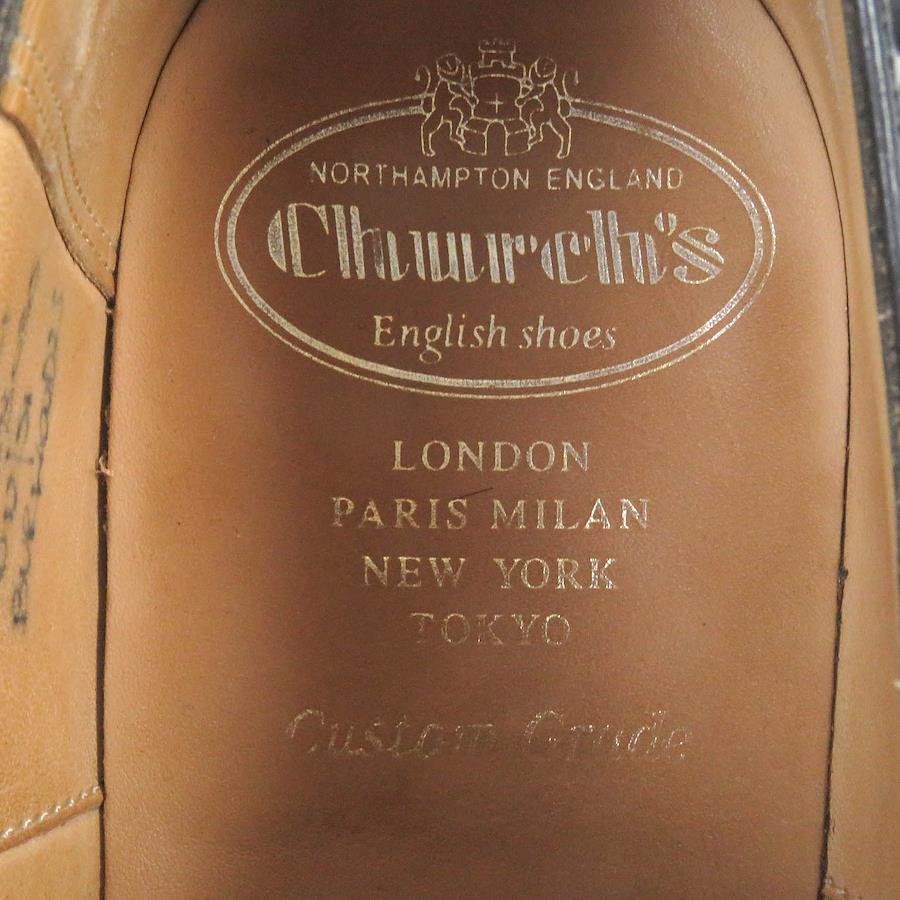 NORTHAMPTON ENGLAND
Church's
English shoes
LONDON
PARIS MILAN
NEW YORK
TOKYO
Custom Grade